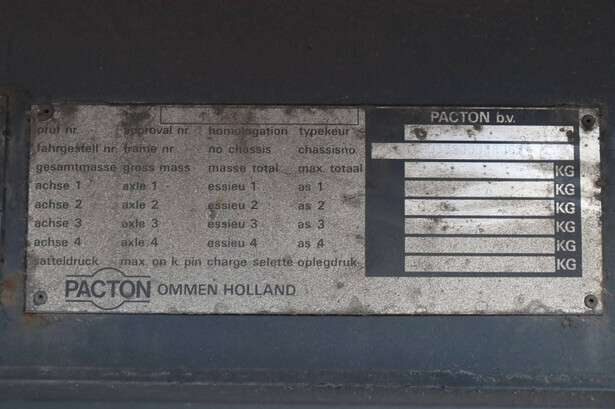 PACTON b.v.
pruf nr. approval nr homologation typekeur
fahrgestell nr. frame nr no chassis chassisno
gesamtmasse gross mass masse total max totaal KG
achse 1 axle 1 essieu 1 as 1 KG
achse 2 axle 2 essieu 2 as 2 KG
achse 3 axle 3 essieu 3 as 3 KG
achse 4 axle 4 essieu 4 as 4 KG
satteldruck max. on k. pin charge selette oplegdruk KG
PACTON OMMEN HOLLAND